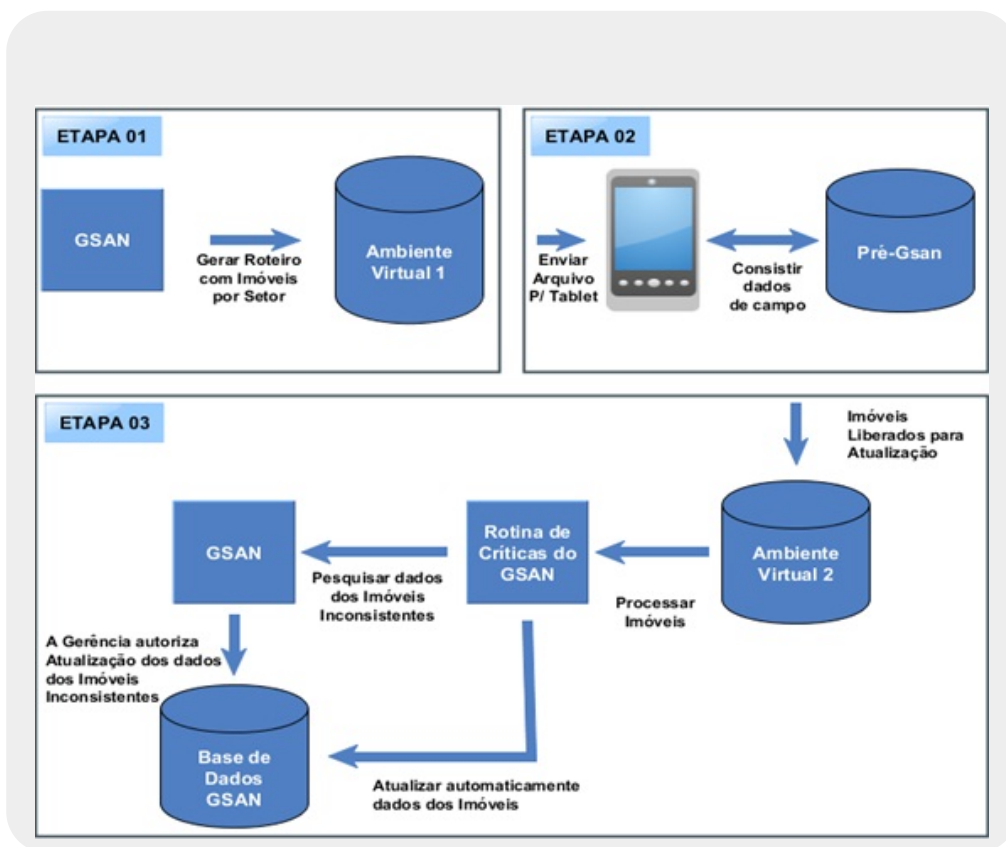 ETAPA 01
GSAN
Gerar Roteiro
com Imóveis
por Setor
Ambiente
Virtual 1
ETAPA 02
Enviar
Arquivo
P/ Tablet
Consistir
dados
de campo
Pré-Gsan
ETAPA 03
Imóveis
Liberados para
Atualização
Ambiente
Virtual 2
Processar
Imóveis
Rotina de
Críticas do
GSAN
Pesquisar dados
dos Imóveis
Inconsistentes
GSAN
A Gerência autoriza
Atualização dos dados
dos Imóveis
Inconsistentes
Atualizar automaticamente
dados dos Imóveis
Base de
Dados
GSAN